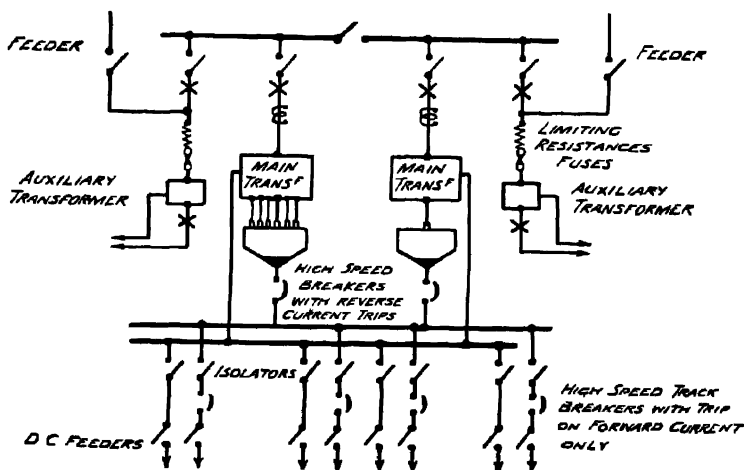 FEEDER
FEEDER
LIMITING
RESISTANCES
FUSES
MAIN
TRANSF
MAIN
TRANSF
AUXILIARY
TRANSFORMER
AUXILIARY
TRANSFORMER
HIGH SPEED
BREAKERS
WITH REVERSE
CURRENT TRIPS
ISOLATORS
HIGH SPEED TRACK
BREAKERS WITH TRIP
ON FORWARD CURRENT
ONLY
D C FEEDERS